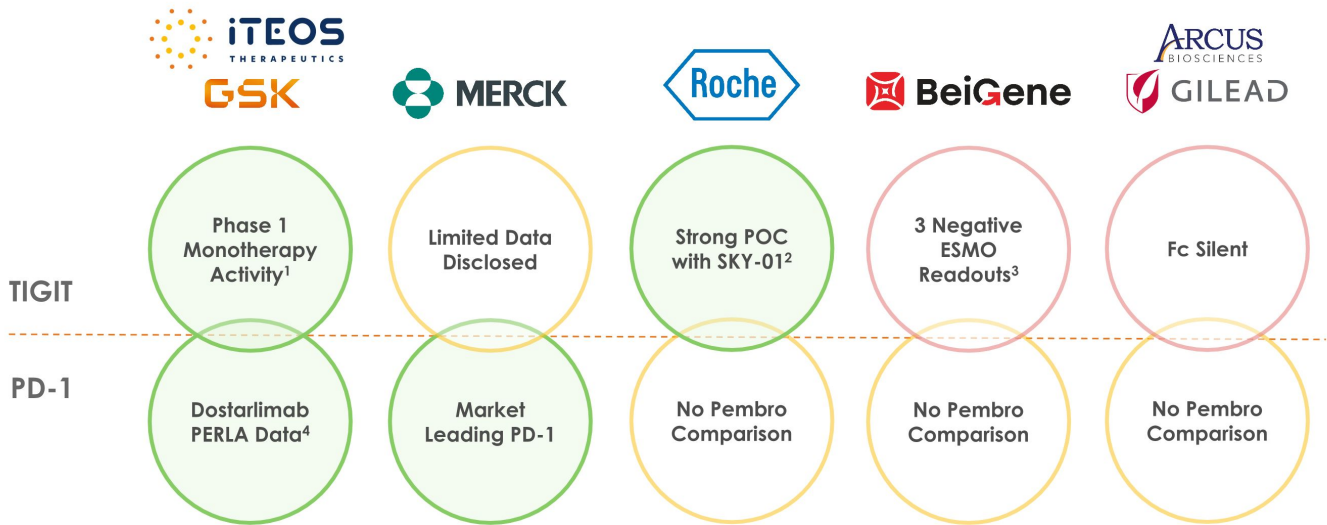 iTEOS
THERAPEUTICS
GSK
MERCK
Roche
BeiGene
ARCUS
BIOSCIENCES
GILEAD
TIGIT
Phase 1
Monotherapy
Activity1
Limited Data
Disclosed
Strong POC
with SKY-012
3 Negative
ESMO
Readouts3
Fc Silent
PD-1
Dostarlimab
PERLA Data4
Market
Leading PD-1
No Pembro
Comparison
No Pembro
Comparison
No Pembro
Comparison